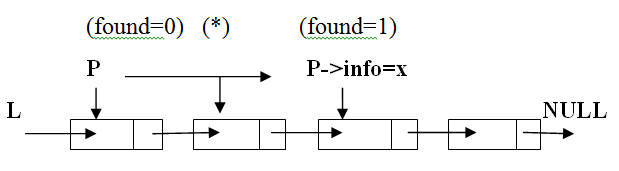 (found=0) (*) (found=1)
P P->info=x
L NULL